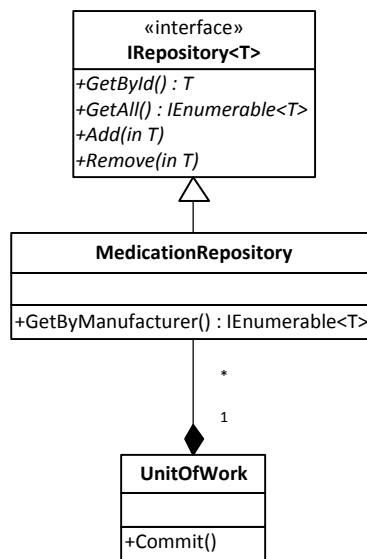 «interface»
IRepository<T>
+GetById() : T
+GetAll() : IEnumerable<T>
+Add(in T)
+Remove(in T)
MedicationRepository
+GetByManufacturer() : IEnumerable<T>
*
1
UnitOfWork
+Commit()